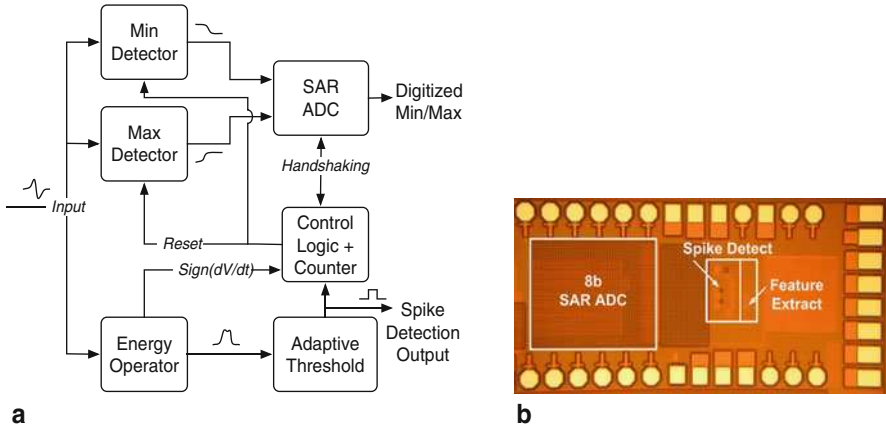 Min
Detector
Max
Detector
SAR
ADC
Digitized
Min/Max
Handshaking
Input
Reset
Control
Logic +
Counter
Sign(dV/dt)
Energy
Operator
Adaptive
Threshold
Spike
Detection
Output
a
8b
SAR ADC
Spike Detect
Feature
Extract
b